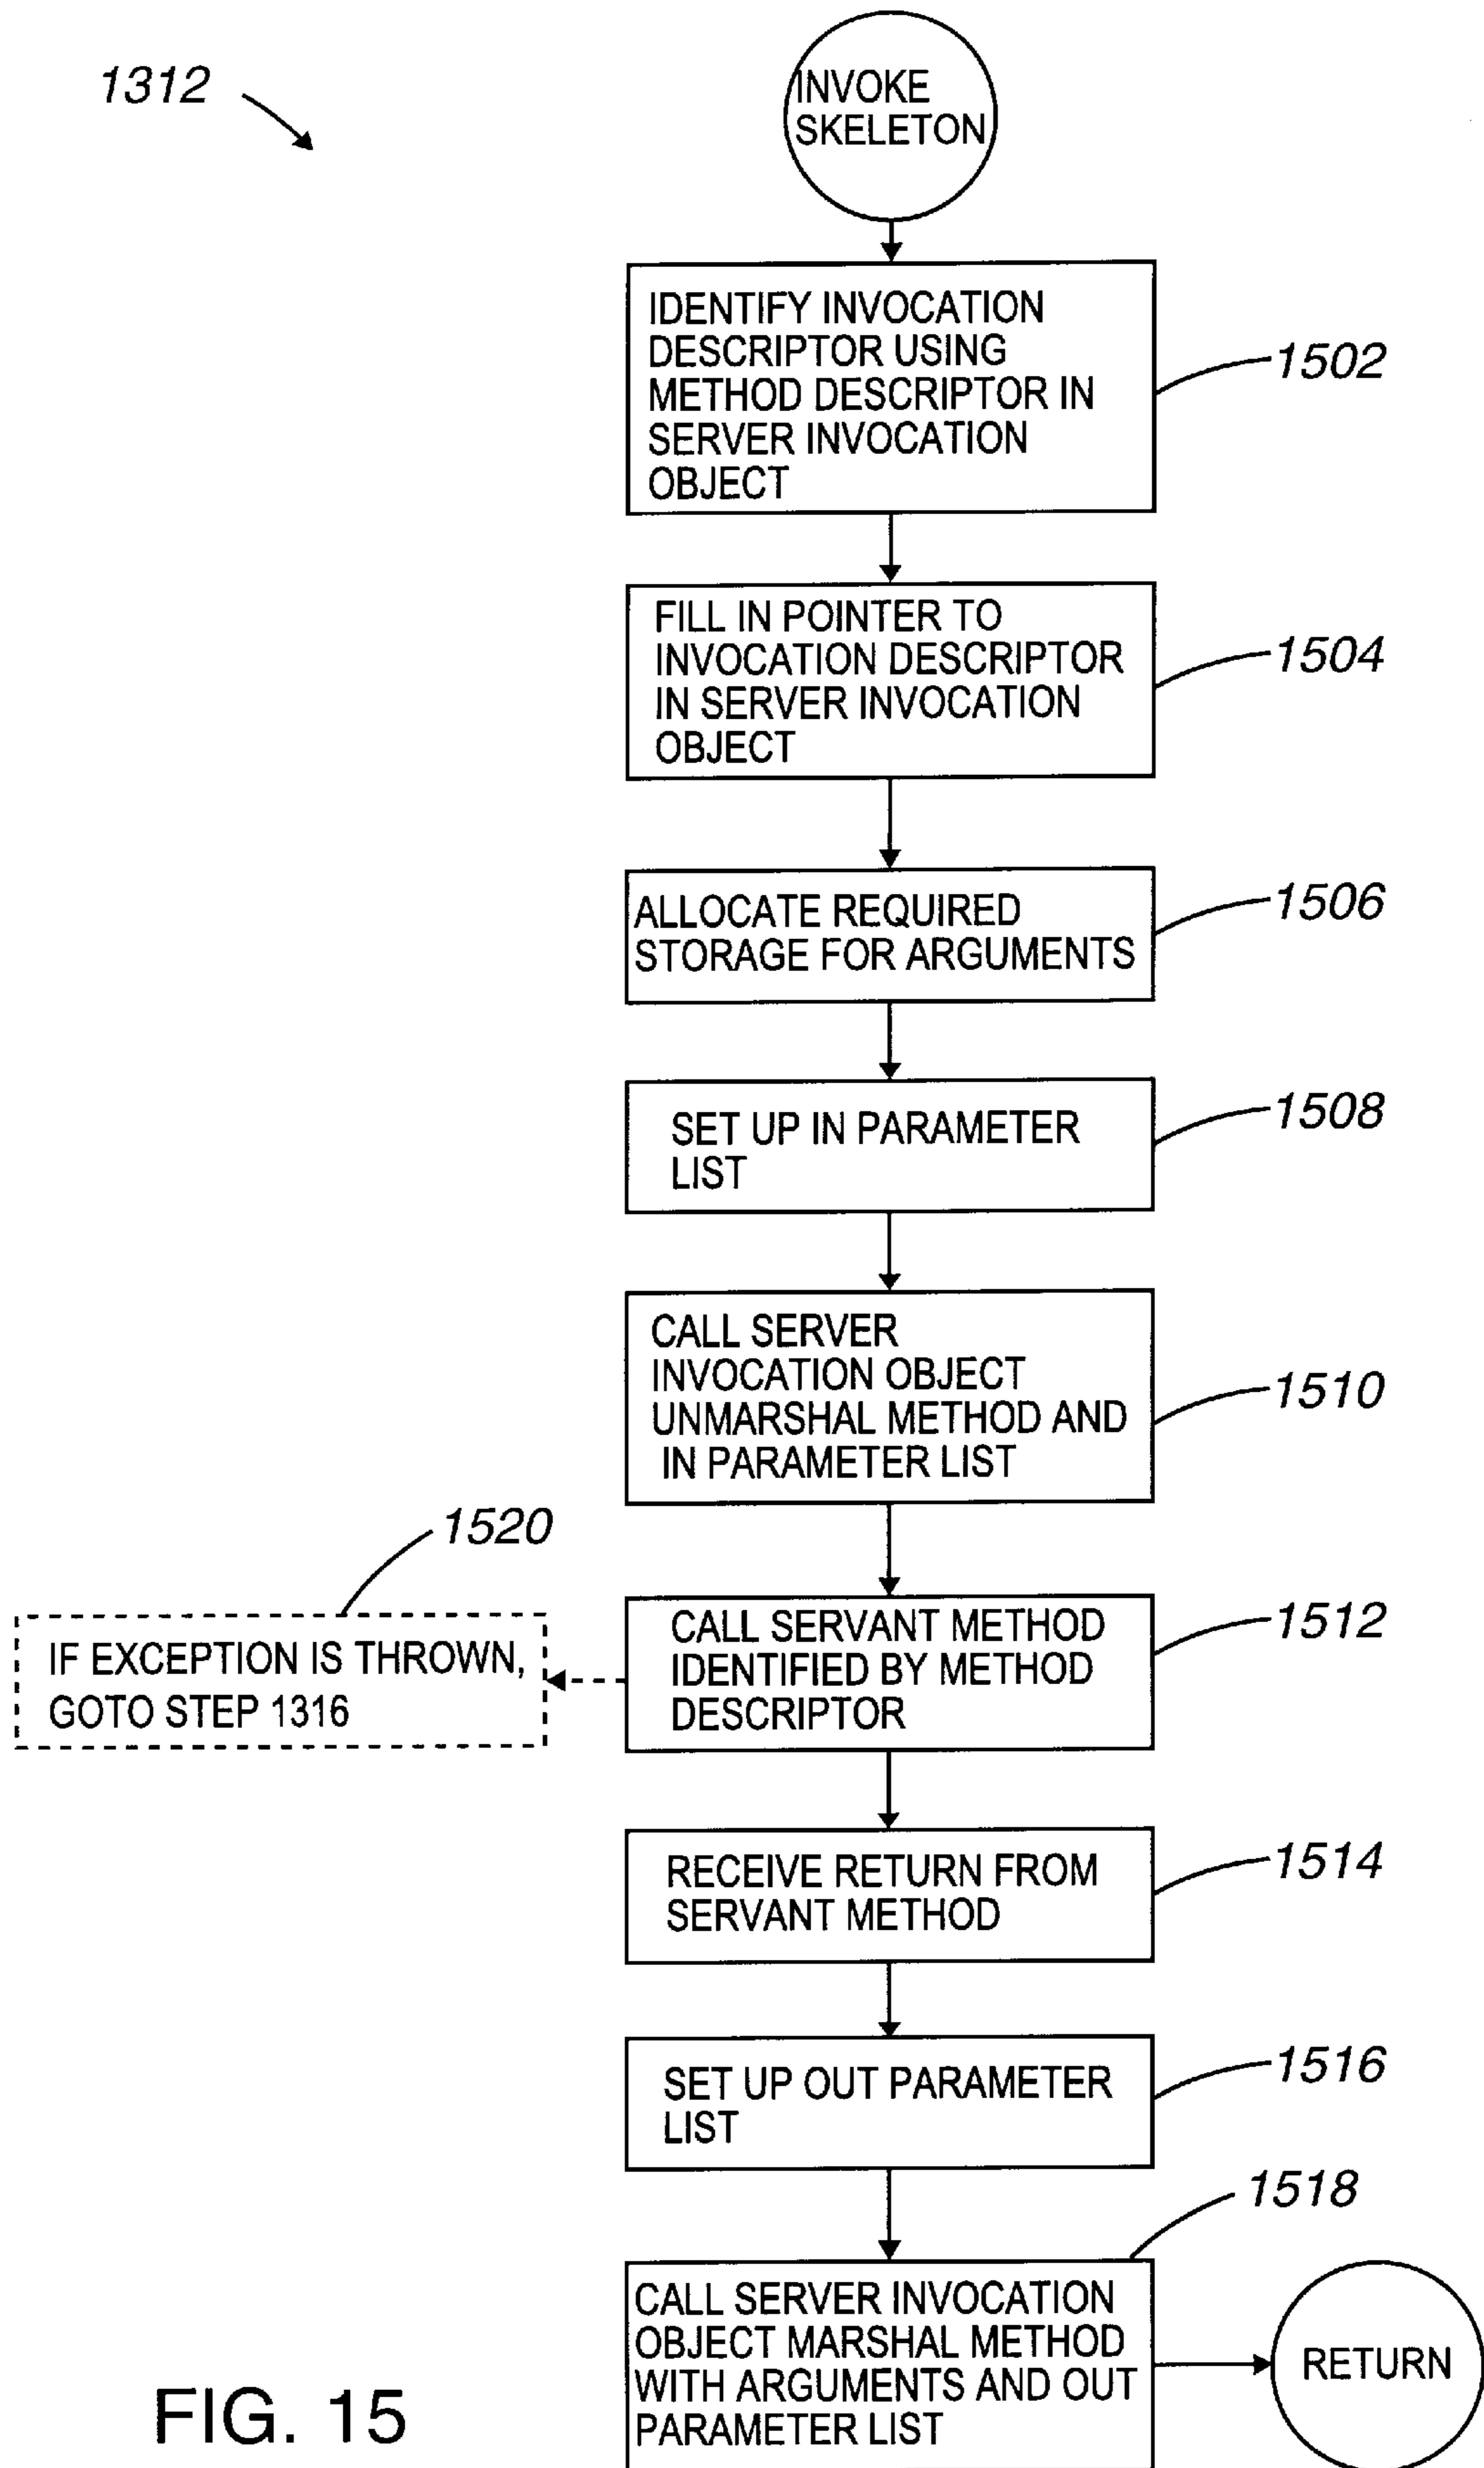 1312
INVOKE
SKELETON
IDENTIFY INVOCATION
DESCRIPTOR USING
METHOD DESCRIPTOR IN
SERVER INVOCATION
OBJECT
1502
FILL IN POINTER TO
INVOCATION DESCRIPTOR
IN SERVER INVOCATION
OBJECT
1504
ALLOCATE REQUIRED
STORAGE FOR ARGUMENTS
1506
SET UP IN PARAMETER
LIST
1508
CALL SERVER
INVOCATION OBJECT
UNMARSHAL METHOD AND
IN PARAMETER LIST
1510
1520
IF EXCEPTION IS THROWN,
GOTO STEP 1316
CALL SERVANT METHOD
IDENTIFIED BY METHOD
DESCRIPTOR
1512
RECEIVE RETURN FROM
SERVANT METHOD
1514
SET UP OUT PARAMETER
LIST
1516
1518
CALL SERVER INVOCATION
OBJECT MARSHAL METHOD
WITH ARGUMENTS AND OUT
PARAMETER LIST
RETURN
FIG. 15